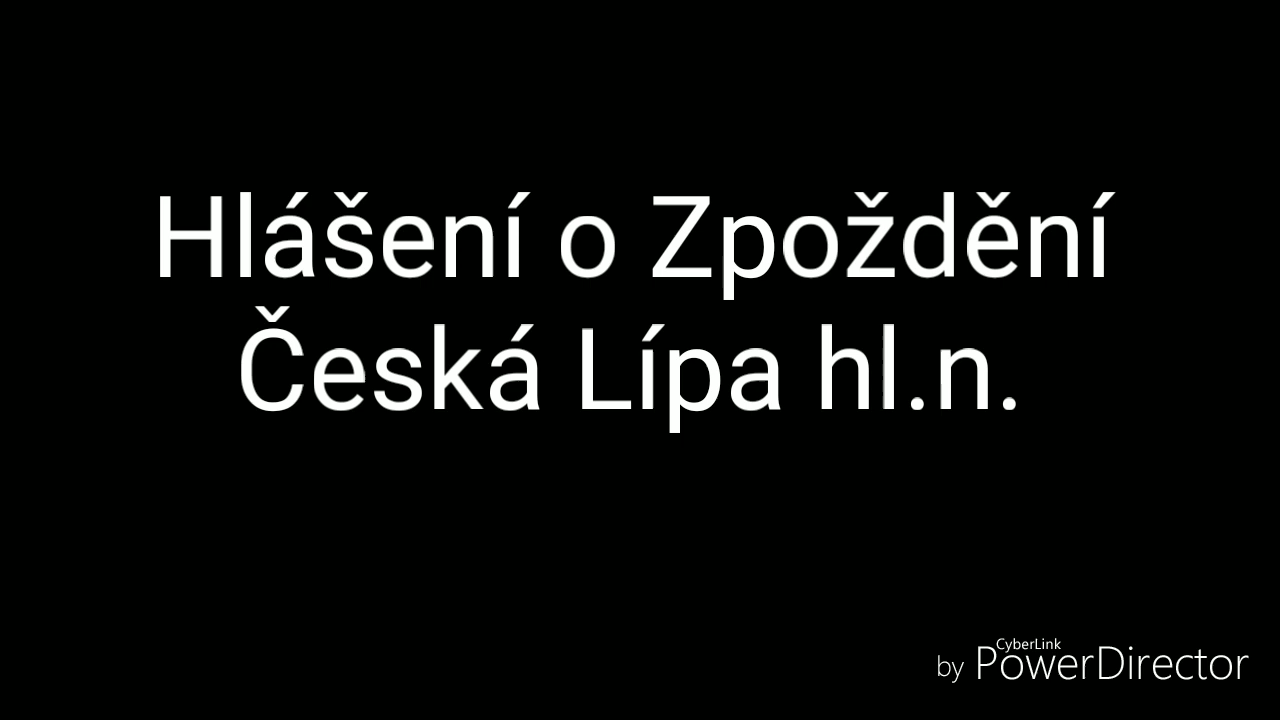 Hlášení o Zpoždění
Česká Lípa hl.n.
by CyberLink PowerDirector